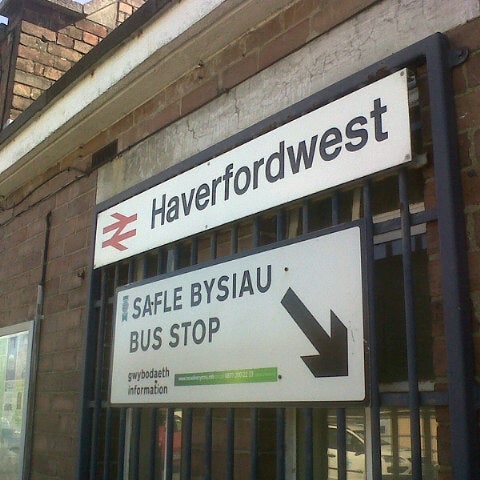 Haverfordwest
SAFLE BYSIAU
BUS STOP
gwybodaeth
information